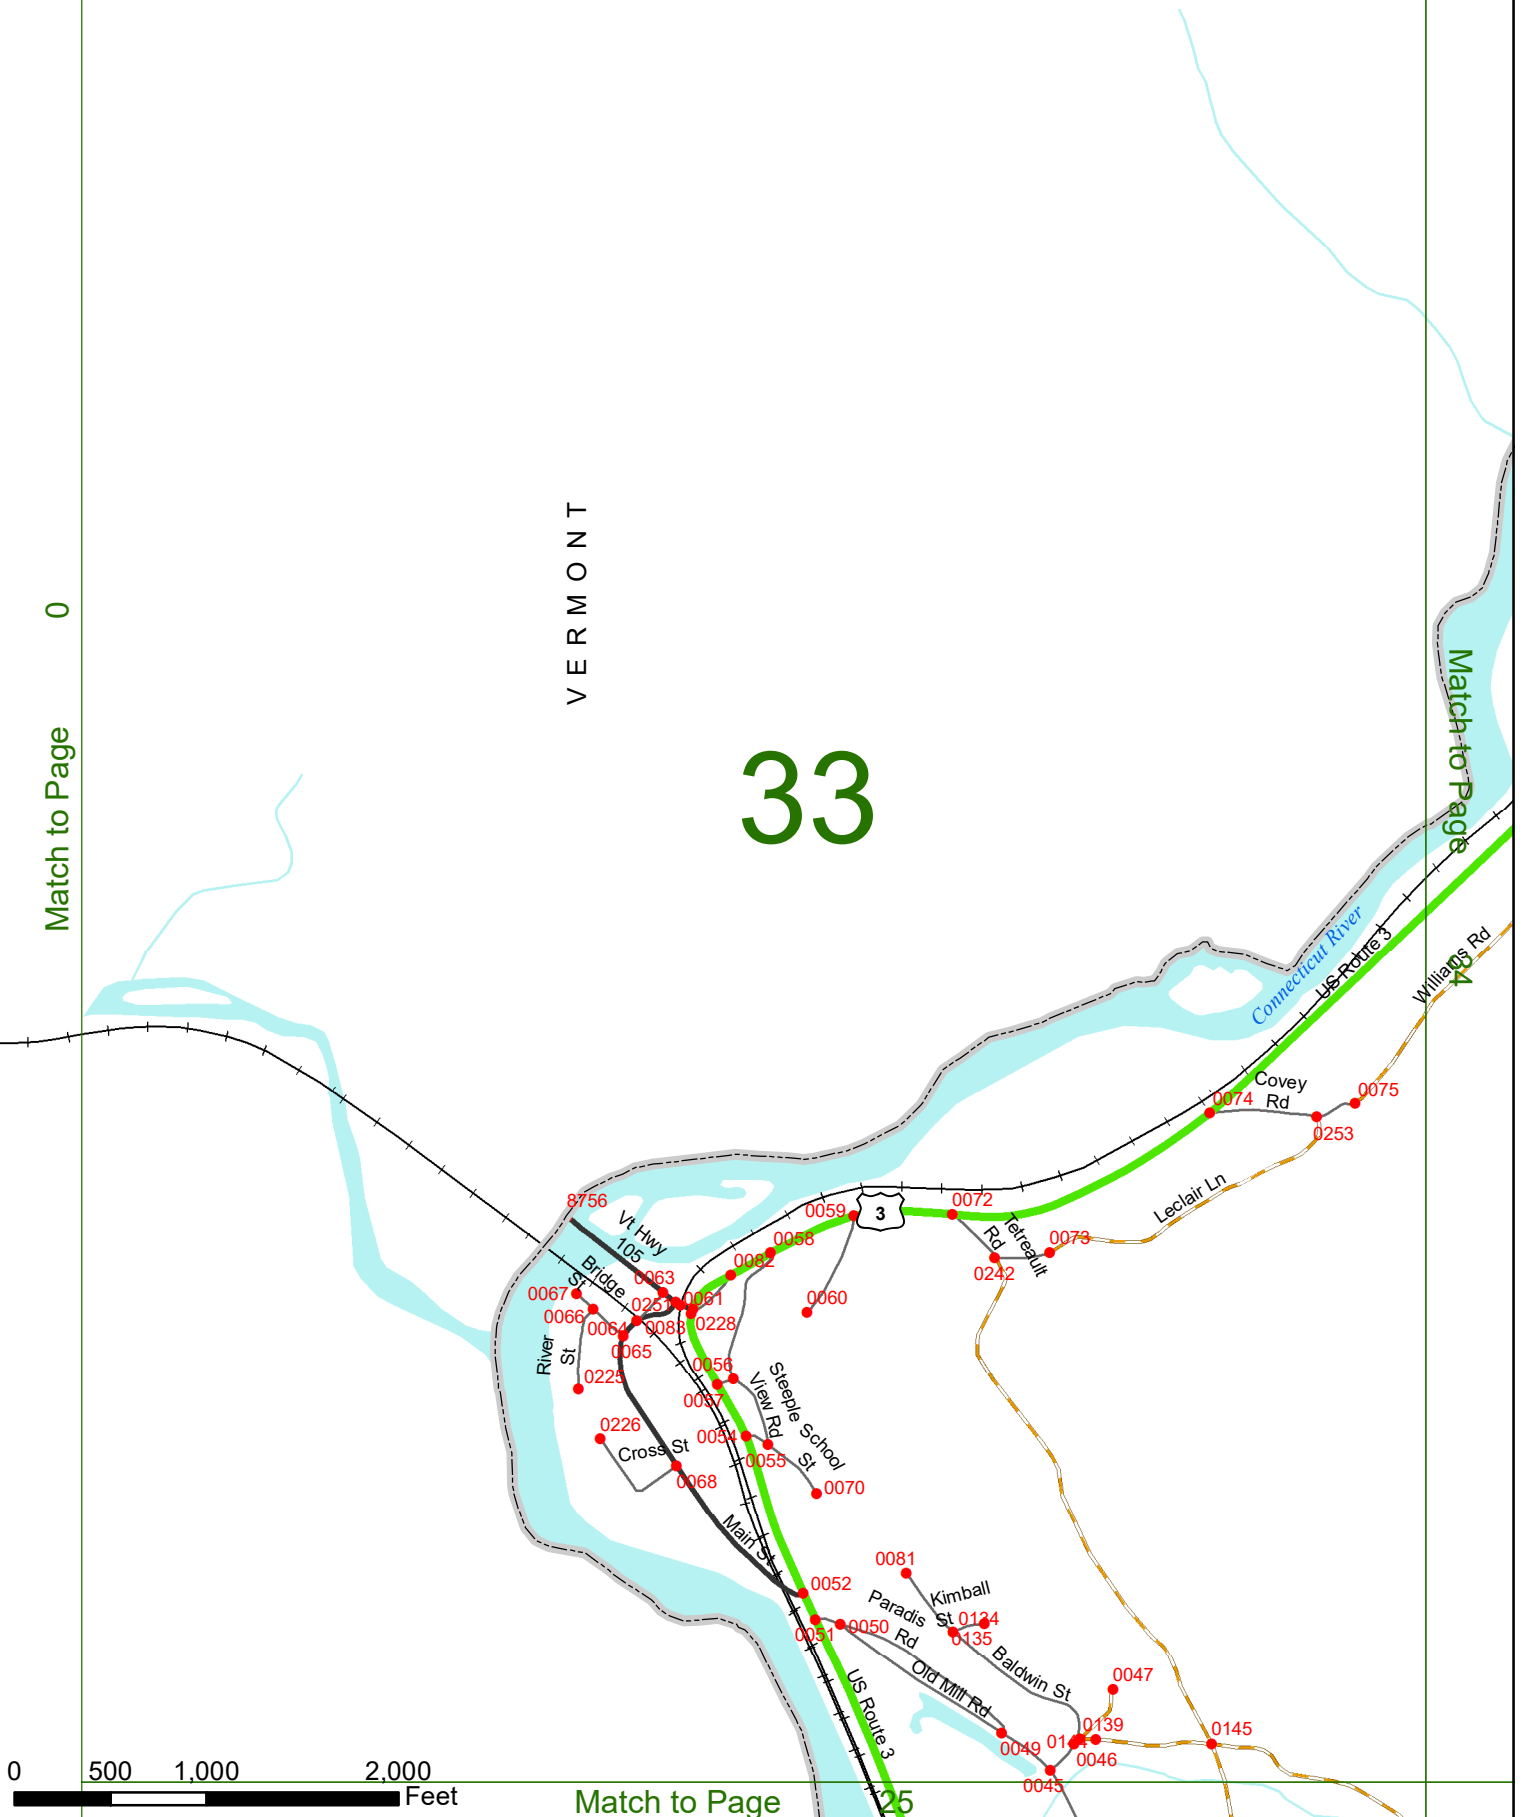 VERMONT
0
Match to Page
33
Match to Page
34
Connecticut River
US Route 3
Williams Rd
Covey
Rd
0074
0075
0253
Leclair Ln
8756
Vt Hwy
105
Bridge
St
0059
3
0072
Tetreault
Rd
0073
0242
0058
0082
0063
0067
0251
0061
0060
0066
0064
0083
0228
0065
River
St
0225
0056
0057
Steeple School
St
View Rd
0226
Cross St
0054
0055
0068
0070
Main St
0081
0052
Kimball
St
Paradis
Rd
0134
0051
0050
0135
Baldwin St
Old Mill Rd
0047
US Route 3
0139
0145
0049
0046
0045
0
500
1,000
2,000
Feet
Match to Page
25